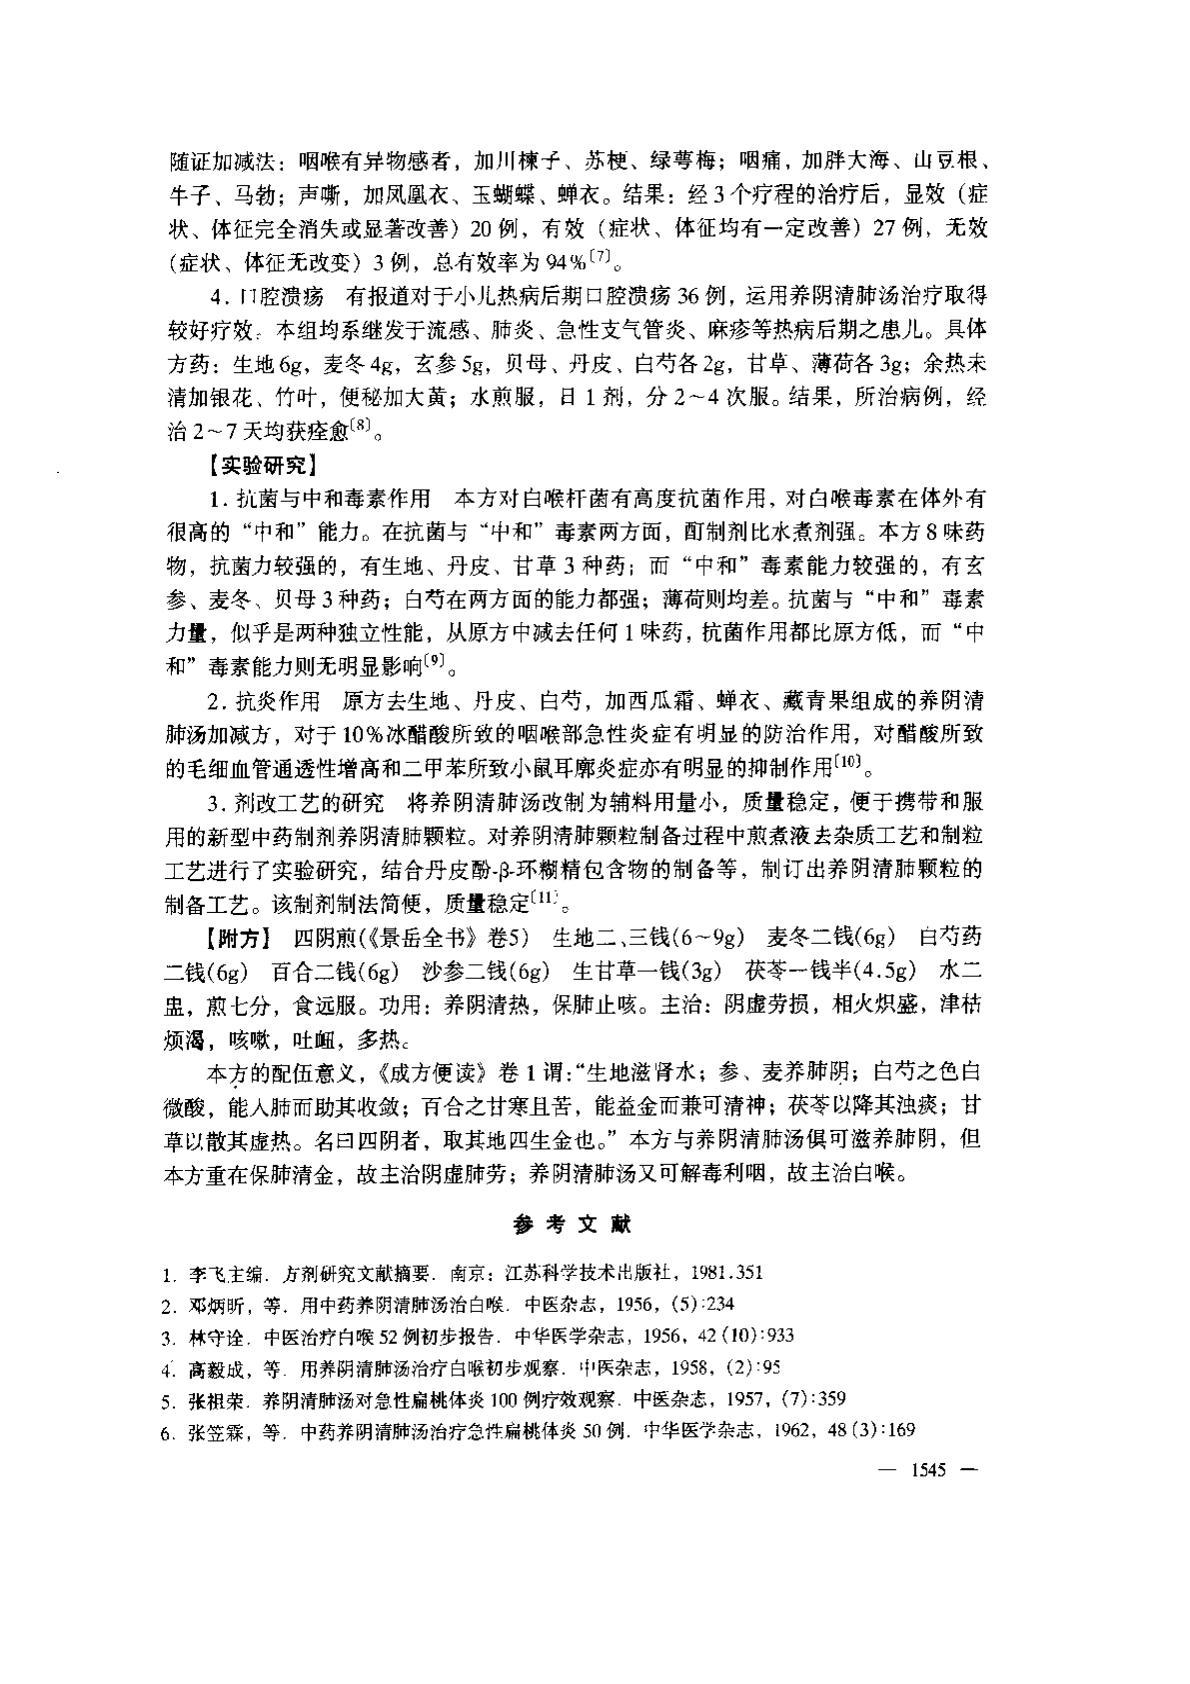 随证加减法：咽喉有异物感者，加川楝子、苏梗、绿萼梅；咽痛，加胖大海、山豆根、
牛子、马勃；声嘶，加凤凰衣、玉蝴蝶、蝉衣。结果：经 3 个疗程的治疗后，显效（症
状、体征完全消失或显著改善）20 例，有效（症状、体征均有一定改善）27 例，无效
（症状、体征无改变）3 例，总有效率为 94%〔7〕。
4．口腔溃疡　有报道对于小儿热病后期口腔溃疡 36 例，运用养阴清肺汤治疗取得
较好疗效。本组均系继发于流感、肺炎、急性支气管炎、麻疹等热病后期之患儿。具体
方药：生地 6g，麦冬 4g，玄参 5g，贝母、丹皮、白芍各 2g，甘草、薄荷各 3g；余热未
清加银花、竹叶，便秘加大黄；水煎服，日 1 剂，分 2～4 次服。结果，所治病例，经
治 2～7 天均获痊愈〔8〕。
【实验研究】
1．抗菌与中和毒素作用　本方对白喉杆菌有高度抗菌作用，对白喉毒素在体外有
很高的“中和”能力。在抗菌与“中和”毒素两方面，酊制剂比水煮剂强。本方 8 味药
物，抗菌力较强的，有生地、丹皮、甘草 3 种药；而“中和”毒素能力较强的，有玄
参、麦冬、贝母 3 种药；白芍在两方面的能力都强；薄荷则均差。抗菌与“中和”毒素
力量，似乎是两种独立性能，从原方中减去任何 1 味药，抗菌作用都比原方低，而“中
和”毒素能力则无明显影响〔9〕。
2．抗炎作用　原方去生地、丹皮、白芍，加西瓜霜、蝉衣、藏青果组成的养阴清
肺汤加减方，对于 10%冰醋酸所致的咽喉部急性炎症有明显的防治作用，对醋酸所致
的毛细血管通透性增高和二甲苯所致小鼠耳廓炎症亦有明显的抑制作用〔10〕。
3．剂改工艺的研究　将养阴清肺汤改制为辅料用量小，质量稳定，便于携带和服
用的新型中药制剂养阴清肺颗粒。对养阴清肺颗粒制备过程中煎煮液去杂质工艺和制粒
工艺进行了实验研究，结合丹皮酚-β-环糊精包含物的制备等，制订出养阴清肺颗粒的
制备工艺。该制剂制法简便，质量稳定〔11〕。
【附方】　四阴煎(《景岳全书》卷5)　生地二、三钱(6～9g)　麦冬二钱(6g)　白芍药
二钱(6g)　百合二钱(6g)　沙参二钱(6g)　生甘草一钱(3g)　茯苓一钱半(4.5g)　水二
盅，煎七分，食远服。功用：养阴清热，保肺止咳。主治：阴虚劳损，相火炽盛，津枯
烦渴，咳嗽，吐衄，多热。
本方的配伍意义，《成方便读》卷 1 谓：“生地滋肾水；参、麦养肺阴；白芍之色白
微酸，能入肺而助其收敛；百合之甘寒且苦，能益金而兼可清神；茯苓以降其浊痰；甘
草以散其虚热。名曰四阴者，取其地四生金也。”本方与养阴清肺汤俱可滋养肺阴，但
本方重在保肺清金，故主治阴虚肺劳；养阴清肺汤又可解毒利咽，故主治白喉。
参 考 文 献
1．李飞主编．方剂研究文献摘要．南京：江苏科学技术出版社，1981.351
2．邓炳昕，等．用中药养阴清肺汤治白喉．中医杂志，1956，(5):234
3．林守诠．中医治疗白喉 52 例初步报告．中华医学杂志，1956，42 (10):933
4．高毅成，等．用养阴清肺汤治疗白喉初步观察．中医杂志，1958，(2):95
5．张祖荣．养阴清肺汤对急性扁桃体炎 100 例疗效观察．中医杂志，1957，(7):359
6．张笠霖，等．中药养阴清肺汤治疗急性扁桃体炎 50 例．中华医学杂志，1962，48 (3):169
— 1545 —